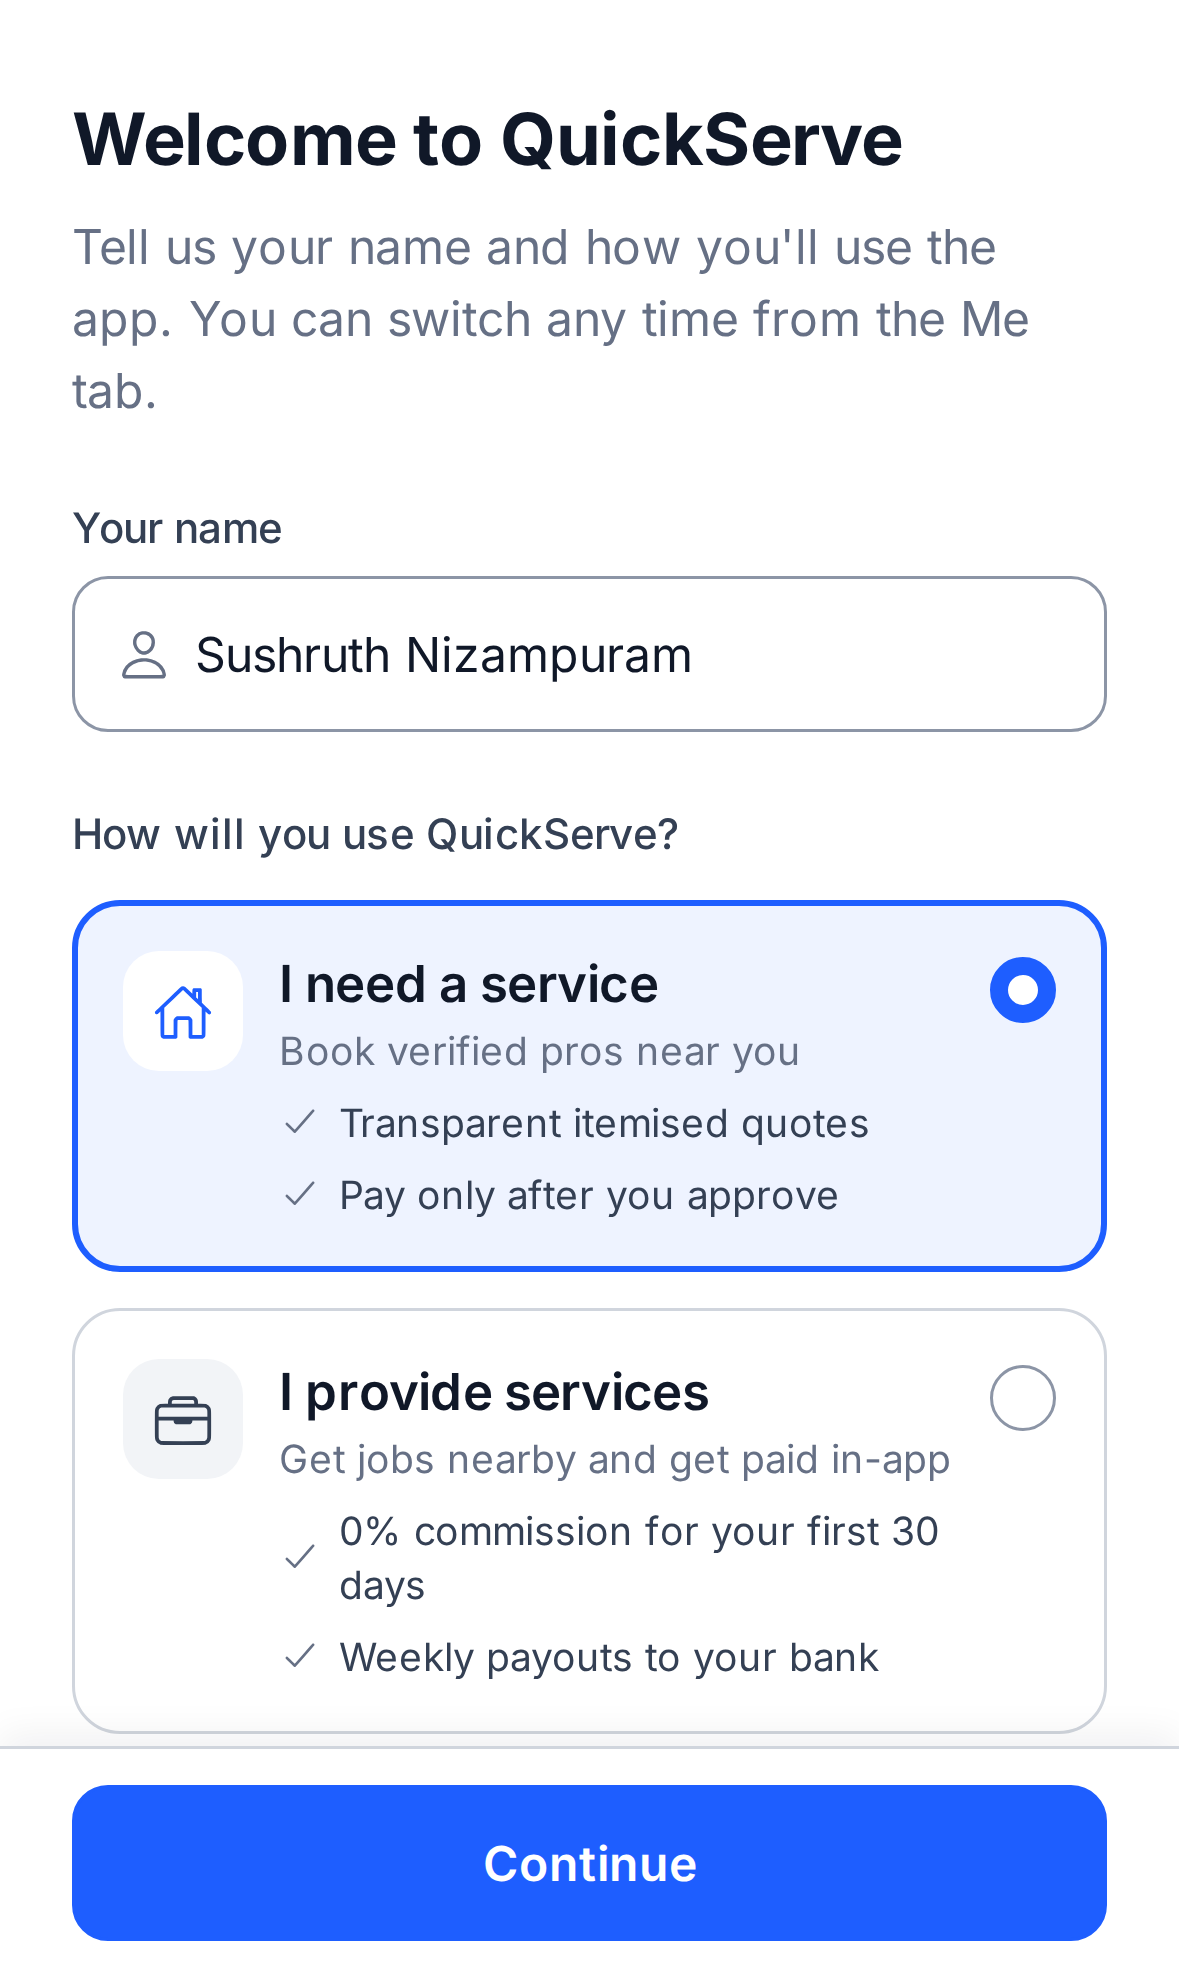 Welcome to QuickServe
Tell us your name and how you'll use the
app. You can switch any time from the Me
tab.
Your name
Sushruth Nizampuram
How will you use QuickServe?
I need a service
Book verified pros near you
Transparent itemised quotes
Pay only after you approve
I provide services
Get jobs nearby and get paid in-app
0% commission for your first 30
days
Weekly payouts to your bank
Continue